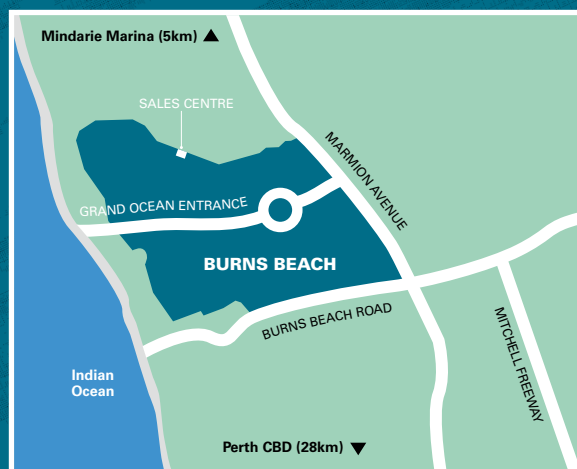 Mindarie Marina (5km)
SALES CENTRE
MARMION AVENUE
GRAND OCEAN ENTRANCE
BURNS BEACH
BURNS BEACH ROAD
MITCHELL FREEWAY
Indian
Ocean
Perth CBD (28km)